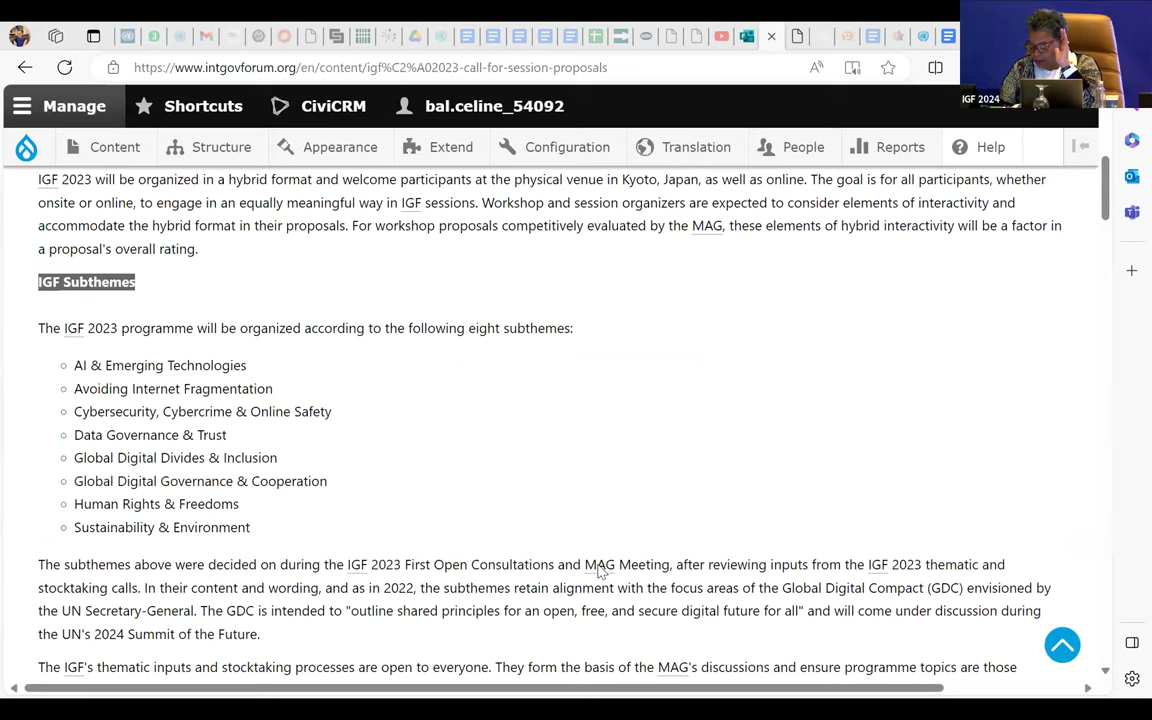 https://www.intgovforum.org/en/content/igf%C2%A02023-call-for-session-proposals
IGF 2024
Manage
Shortcuts
CiviCRM
bal.celine_54092
Content
Structure
Appearance
Extend
Configuration
Translation
People
Reports
Help
IGF 2023 will be organized in a hybrid format and welcome participants at the physical venue in Kyoto, Japan, as well as online. The goal is for all participants, whether
onsite or online, to engage in an equally meaningful way in IGF sessions. Workshop and session organizers are expected to consider elements of interactivity and
accommodate the hybrid format in their proposals. For workshop proposals competitively evaluated by the MAG, these elements of hybrid interactivity will be a factor in
a proposal's overall rating.
IGF Subthemes
The IGF 2023 programme will be organized according to the following eight subthemes:
AI & Emerging Technologies
Avoiding Internet Fragmentation
Cybersecurity, Cybercrime & Online Safety
Data Governance & Trust
Global Digital Divides & Inclusion
Global Digital Governance & Cooperation
Human Rights & Freedoms
Sustainability & Environment
The subthemes above were decided on during the IGF 2023 First Open Consultations and MAG Meeting, after reviewing inputs from the IGF 2023 thematic and
stocktaking calls. In their content and wording, and as in 2022, the subthemes retain alignment with the focus areas of the Global Digital Compact (GDC) envisioned by
the UN Secretary-General. The GDC is intended to "outline shared principles for an open, free, and secure digital future for all" and will come under discussion during
the UN's 2024 Summit of the Future.
The IGF's thematic inputs and stocktaking processes are open to everyone. They form the basis of the MAG's discussions and ensure programme topics are those